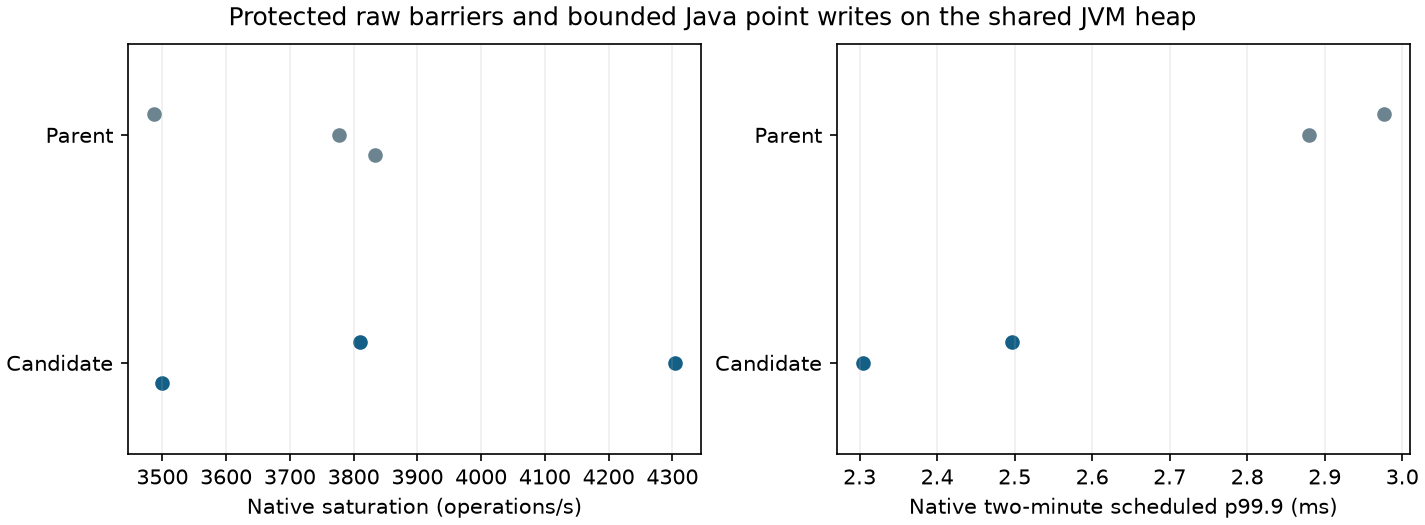 Protected raw barriers and bounded Java point writes on the shared JVM heap
Parent
Candidate
3500 3600 3700 3800 3900 4000 4100 4200 4300
Native saturation (operations/s)
Parent
Candidate
2.3 2.4 2.5 2.6 2.7 2.8 2.9 3.0
Native two-minute scheduled p99.9 (ms)